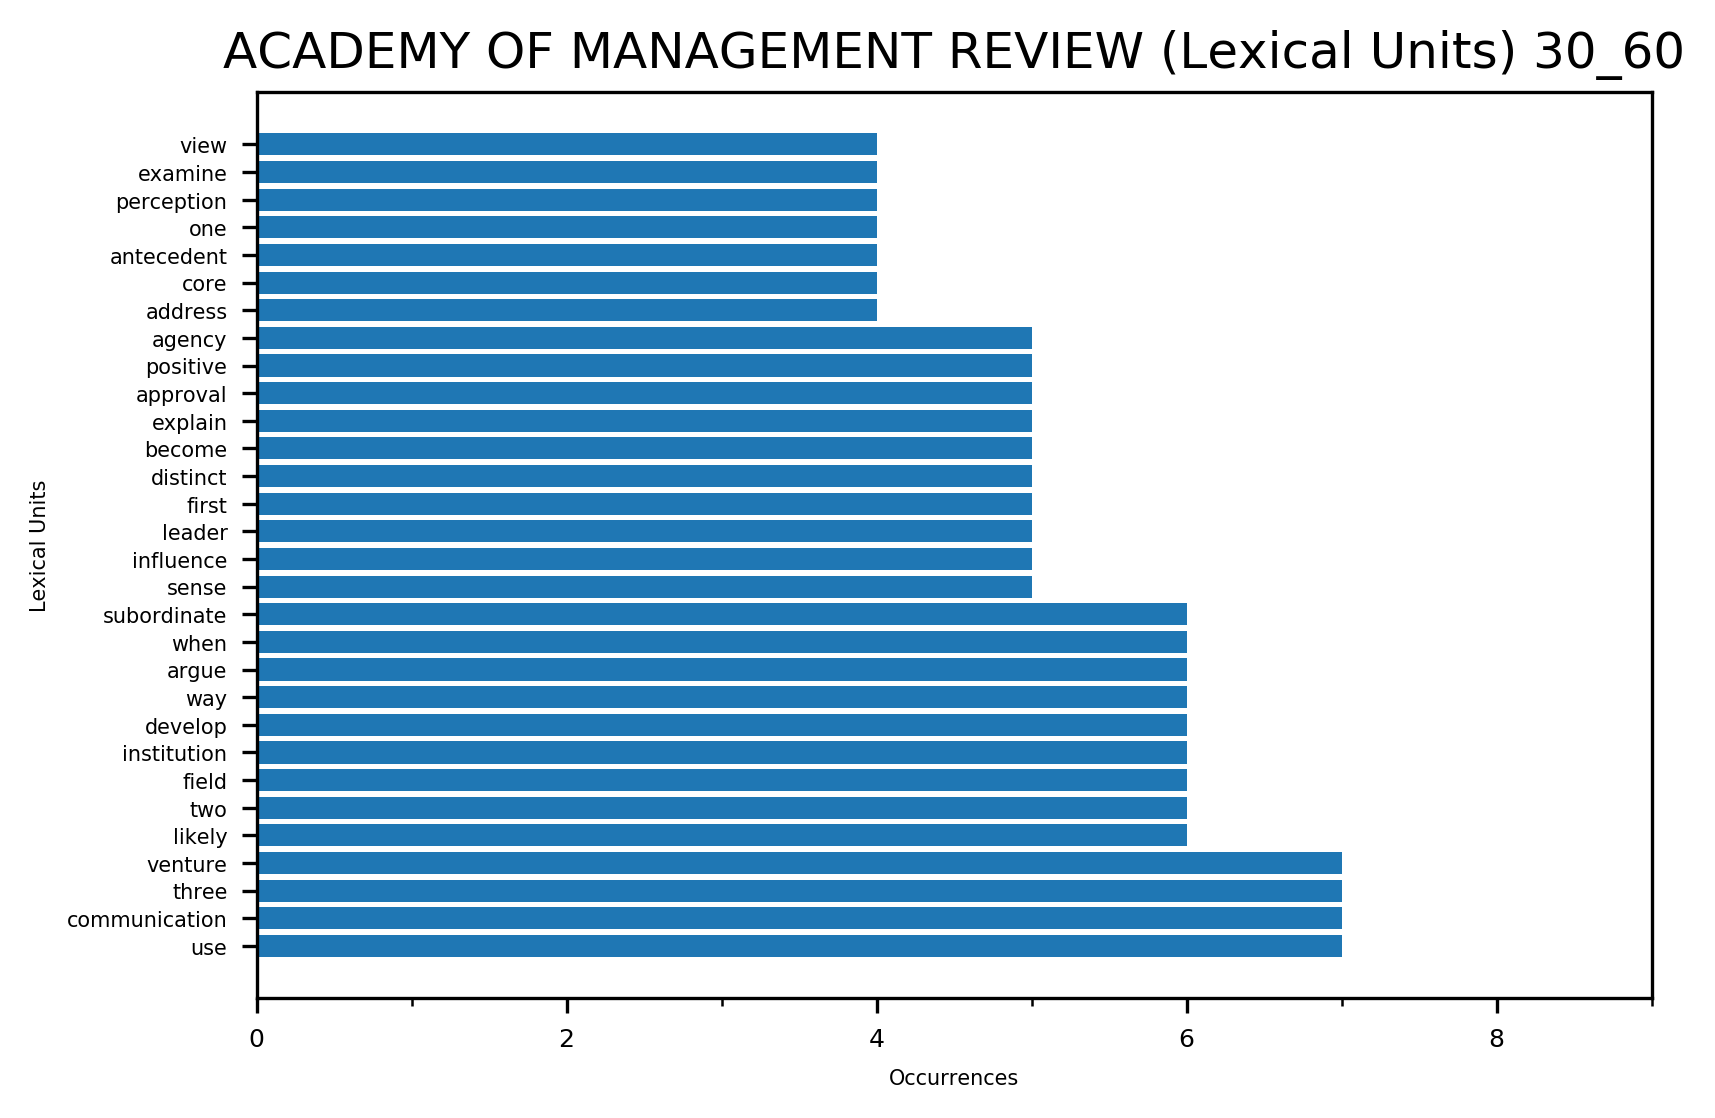 ACADEMY OF MANAGEMENT REVIEW (Lexical Units) 30_60
view
examine
perception
one
antecedent
core
address
agency
positive
approval
explain
become
distinct
first
leader
influence
sense
subordinate
when
argue
way
develop
institution
field
two
likely
venture
three
communication
use
Lexical Units
0 2 4 6 8
Occurrences